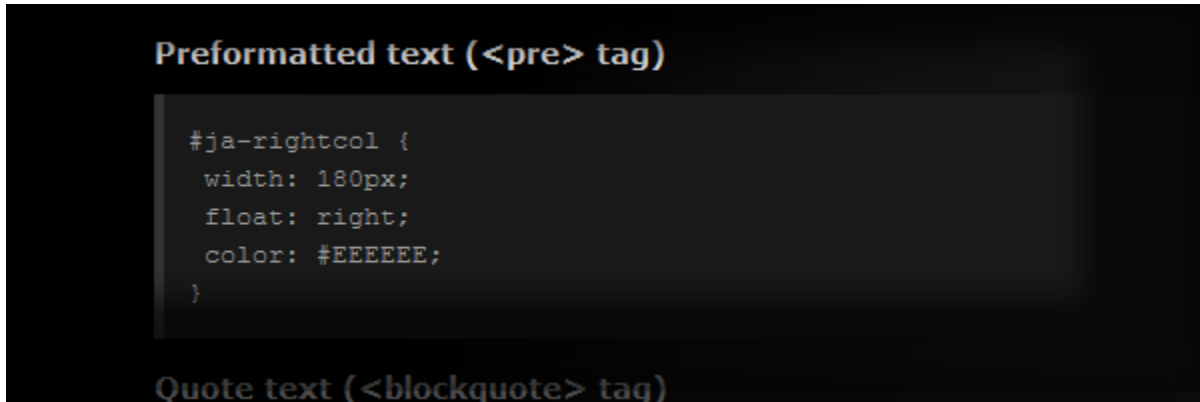 Preformatted text (<pre> tag)
#ja-rightcol {
 width: 180px;
 float: right;
 color: #EEEEEE;
}
Quote text (<blockquote> tag)